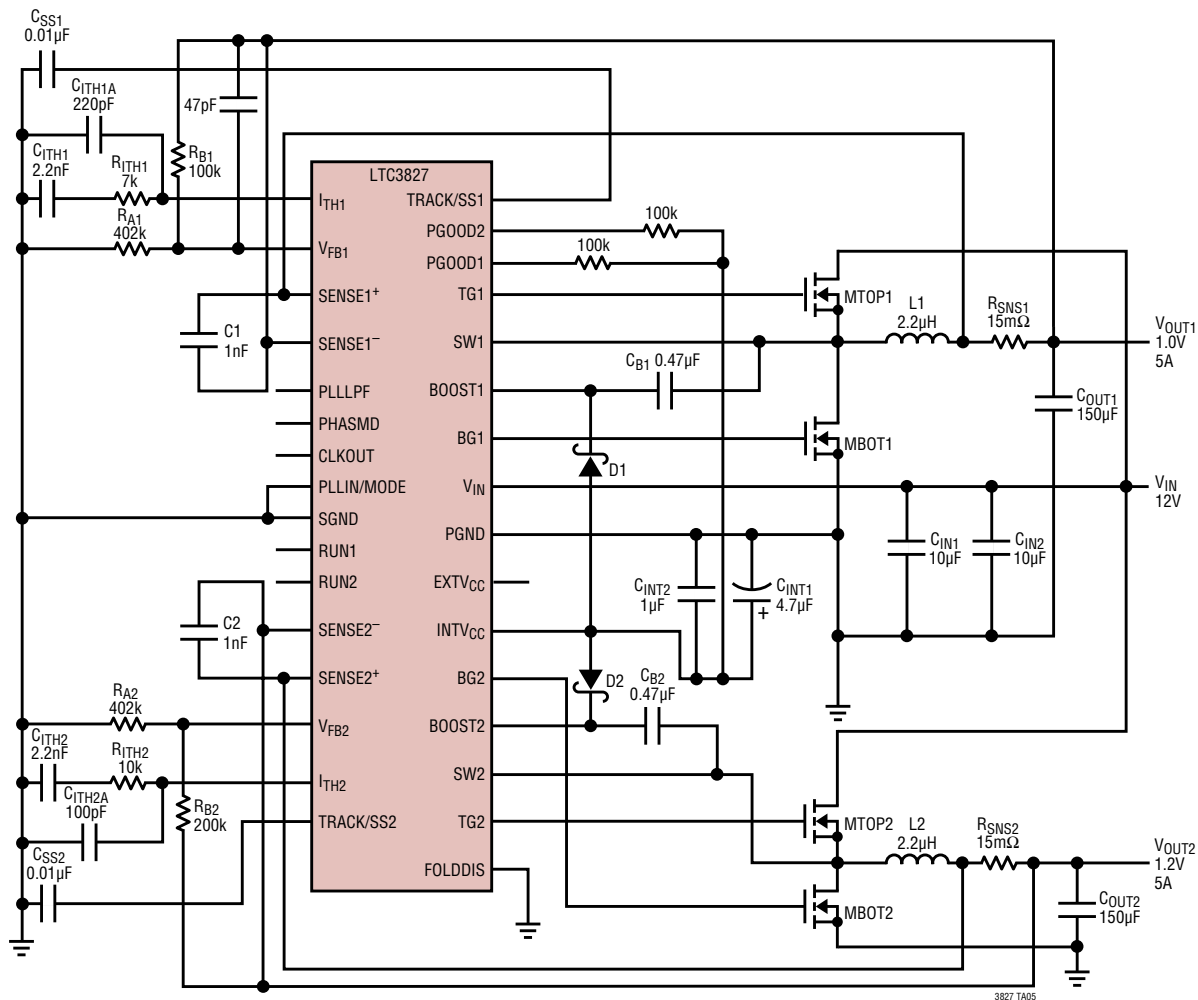 CSS1
0.01µF
CITH1A
220pF
47pF
CITH1
2.2nF
RITH1
7k
RB1
100k
RA1
402k
LTC3827
ITH1
VFB1
SENSE1+
SENSE1–
PLLLPF
PHASMD
CLKOUT
PLLIN/MODE
SGND
RUN1
RUN2
SENSE2–
SENSE2+
VFB2
ITH2
TRACK/SS2
TRACK/SS1
PGOOD2
PGOOD1
TG1
SW1
BOOST1
BG1
VIN
PGND
EXTVCC
INTVCC
BG2
BOOST2
SW2
TG2
FOLDDIS
C1
1nF
C2
1nF
RA2
402k
CITH2
2.2nF
RITH2
10k
CITH2A
100pF
RB2
200k
CSS2
0.01µF
100k
100k
MTOP1
L1
2.2µH
RSNS1
15mΩ
VOUT1
1.0V
5A
CB1 0.47µF
COUT1
150µF
MBOT1
D1
VIN
12V
CIN1
10µF
CIN2
10µF
CINT2
1µF
CINT1
4.7µF
+
D2
CB2
0.47µF
MTOP2
L2
2.2µH
RSNS2
15mΩ
VOUT2
1.2V
5A
MBOT2
COUT2
150µF
3827 TA05